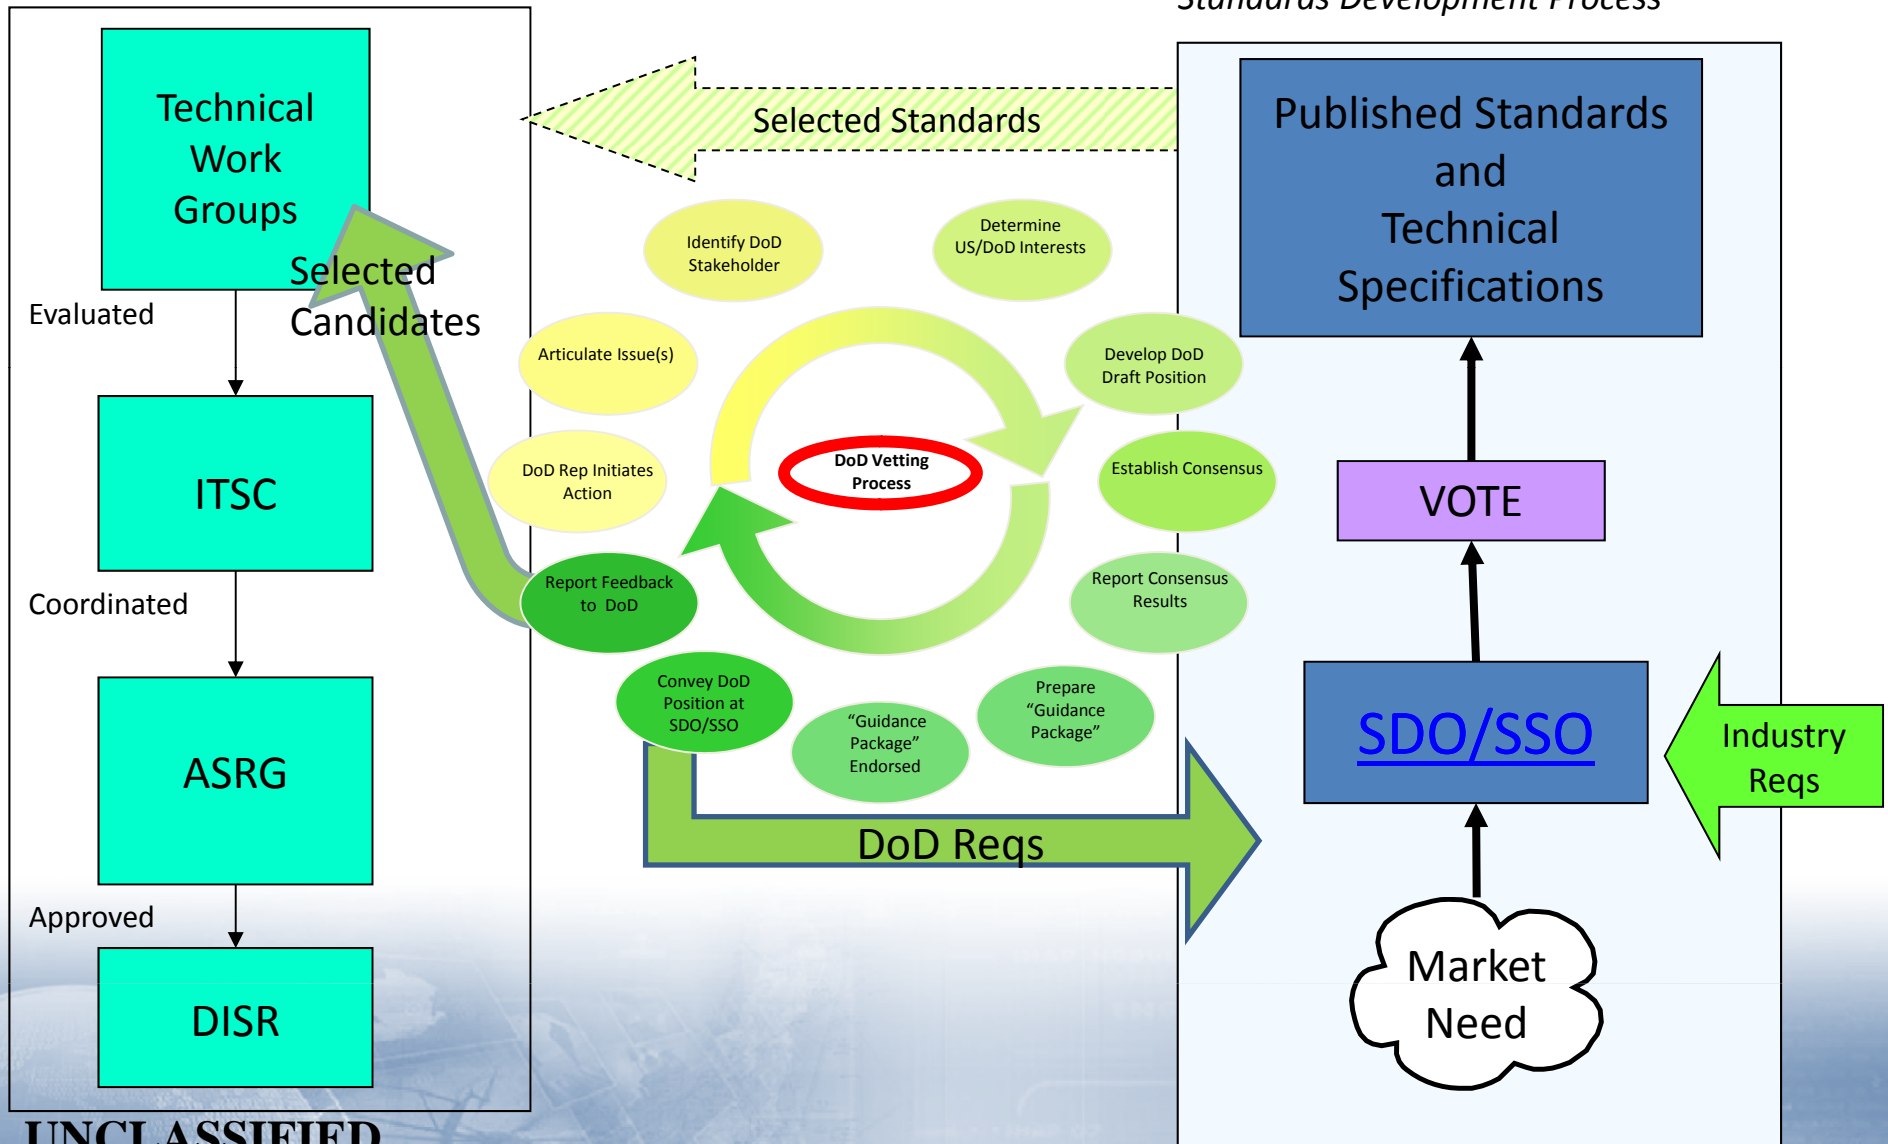 Standards Development Process
Technical
Work
Groups
Selected Standards
Published Standards
and
Technical
Specifications
Identify DoD
Stakeholder
Determine
US/DoD Interests
Selected
Candidates
Evaluated
Articulate Issue(s)
Develop DoD
Draft Position
DoD Vetting
Process
DoD Rep Initiates
Action
Establish Consensus
ITSC
VOTE
Report Feedback
to DoD
Report Consensus
Results
Coordinated
Convey DoD
Position at
SDO/SSO
"Guidance
Package"
Endorsed
Prepare
"Guidance
Package"
SDO/SSO
Industry
Reqs
ASRG
DoD Reqs
Approved
Market
Need
DISR
UNCLASSIFIED